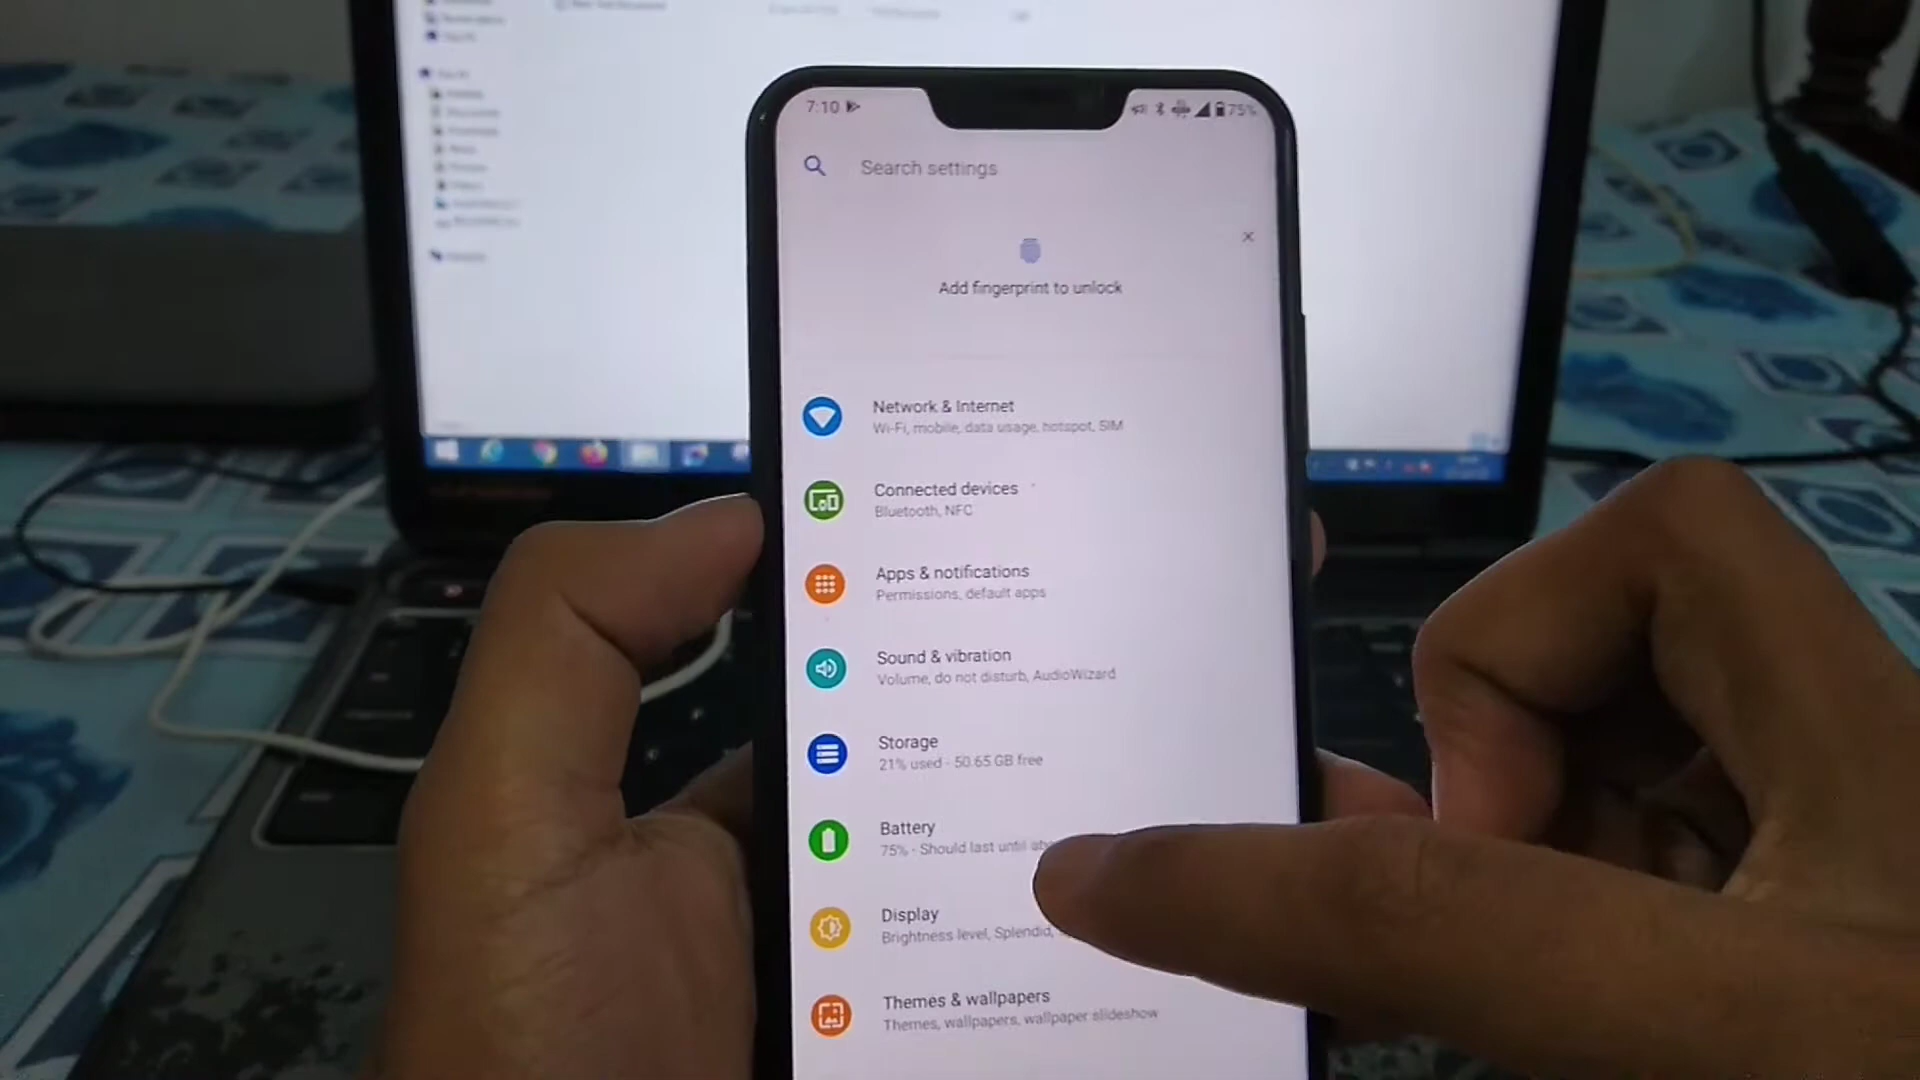 7:10
75%
Search settings
Add fingerprint to unlock
Network & Internet
Wi-Fi, mobile, data usage, hotspot, SIM
Connected devices
Bluetooth, NFC
Apps & notifications
Permissions, default apps
Sound & vibration
Volume, do not disturb, AudioWizard
Storage
21% used - 50.65 GB free
Battery
75% - Should last until
Display
Brightness level, Splendid,
Themes & wallpapers
Themes, wallpapers, wallpaper slideshow